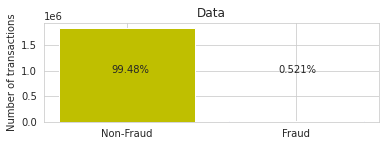 Data
1e6
Number of transactions
1.5
1.0
0.5
0.0
99.48%
0.521%
Non-Fraud
Fraud